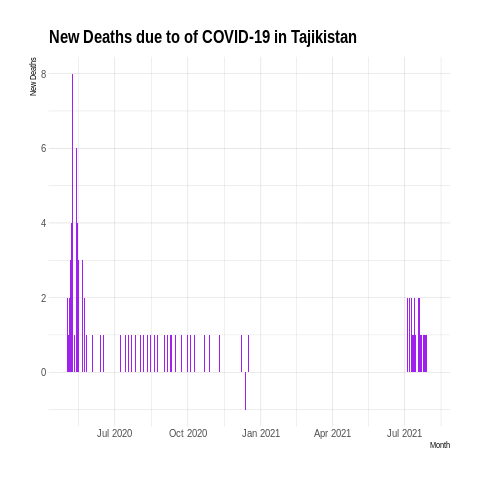 New Deaths due to of COVID-19 in Tajikistan
New Deaths
8
6
4
2
0
Jul 2020 Oct 2020 Jan 2021 Apr 2021 Jul 2021
Month